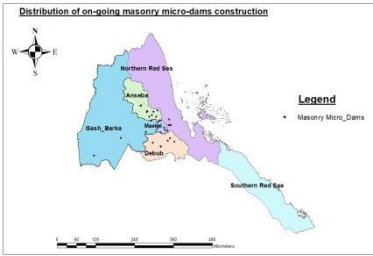 Distribution of on-going masonry micro-dams construction
N
W E
S
Northern Red Sea
Anseba
Legend
Masonry Micro_Dams
Gash_Barka
Maekel
Debub
Southern Red Sea
0 60 120 240 360 480
Kilometers